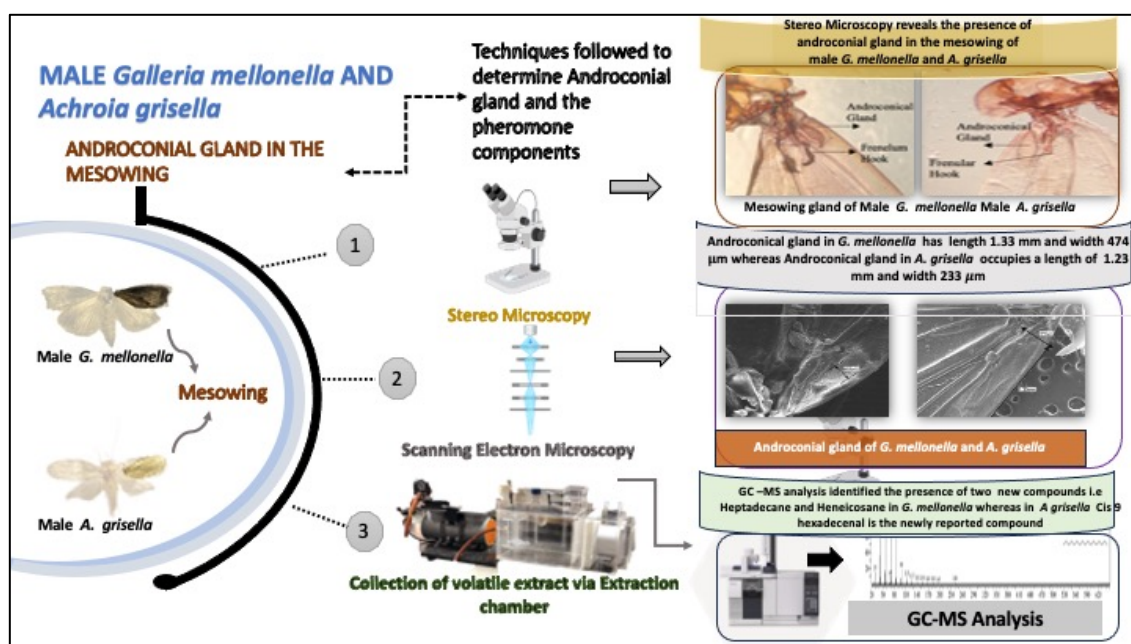 MALE Galleria mellonella AND
Achroia grisella
ANDROCONIAL GLAND IN THE
MESOWING
Male G. mellonella
Mesowing
Male A. grisella
1
2
3
Techniques followed to
determine Androconial
gland and the
pheromone
components
Stereo Microscopy
Scanning Electron Microscopy
Collection of volatile extract via Extraction
chamber
Stereo Microscopy reveals the presence of
androconial gland in the mesowing of
male G. mellonella and A. grisella
Androconical
Gland
Frenelum
Hook
Androconical
Gland
Frenular
Hook
Mesowing gland of Male G. mellonella Male A. grisella
Androconical gland in G. mellonella has length 1.33 mm and width 474
μm whereas Androconical gland in A. grisella occupies a length of 1.23
mm and width 233 μm
Androconial gland of G. mellonella and A. grisella
GC –MS analysis identified the presence of two new compounds i.e
Heptadecane and Heneicosane in G. mellonella whereas in A grisella Cis 9
hexadecenal is the newly reported compound
GC-MS Analysis